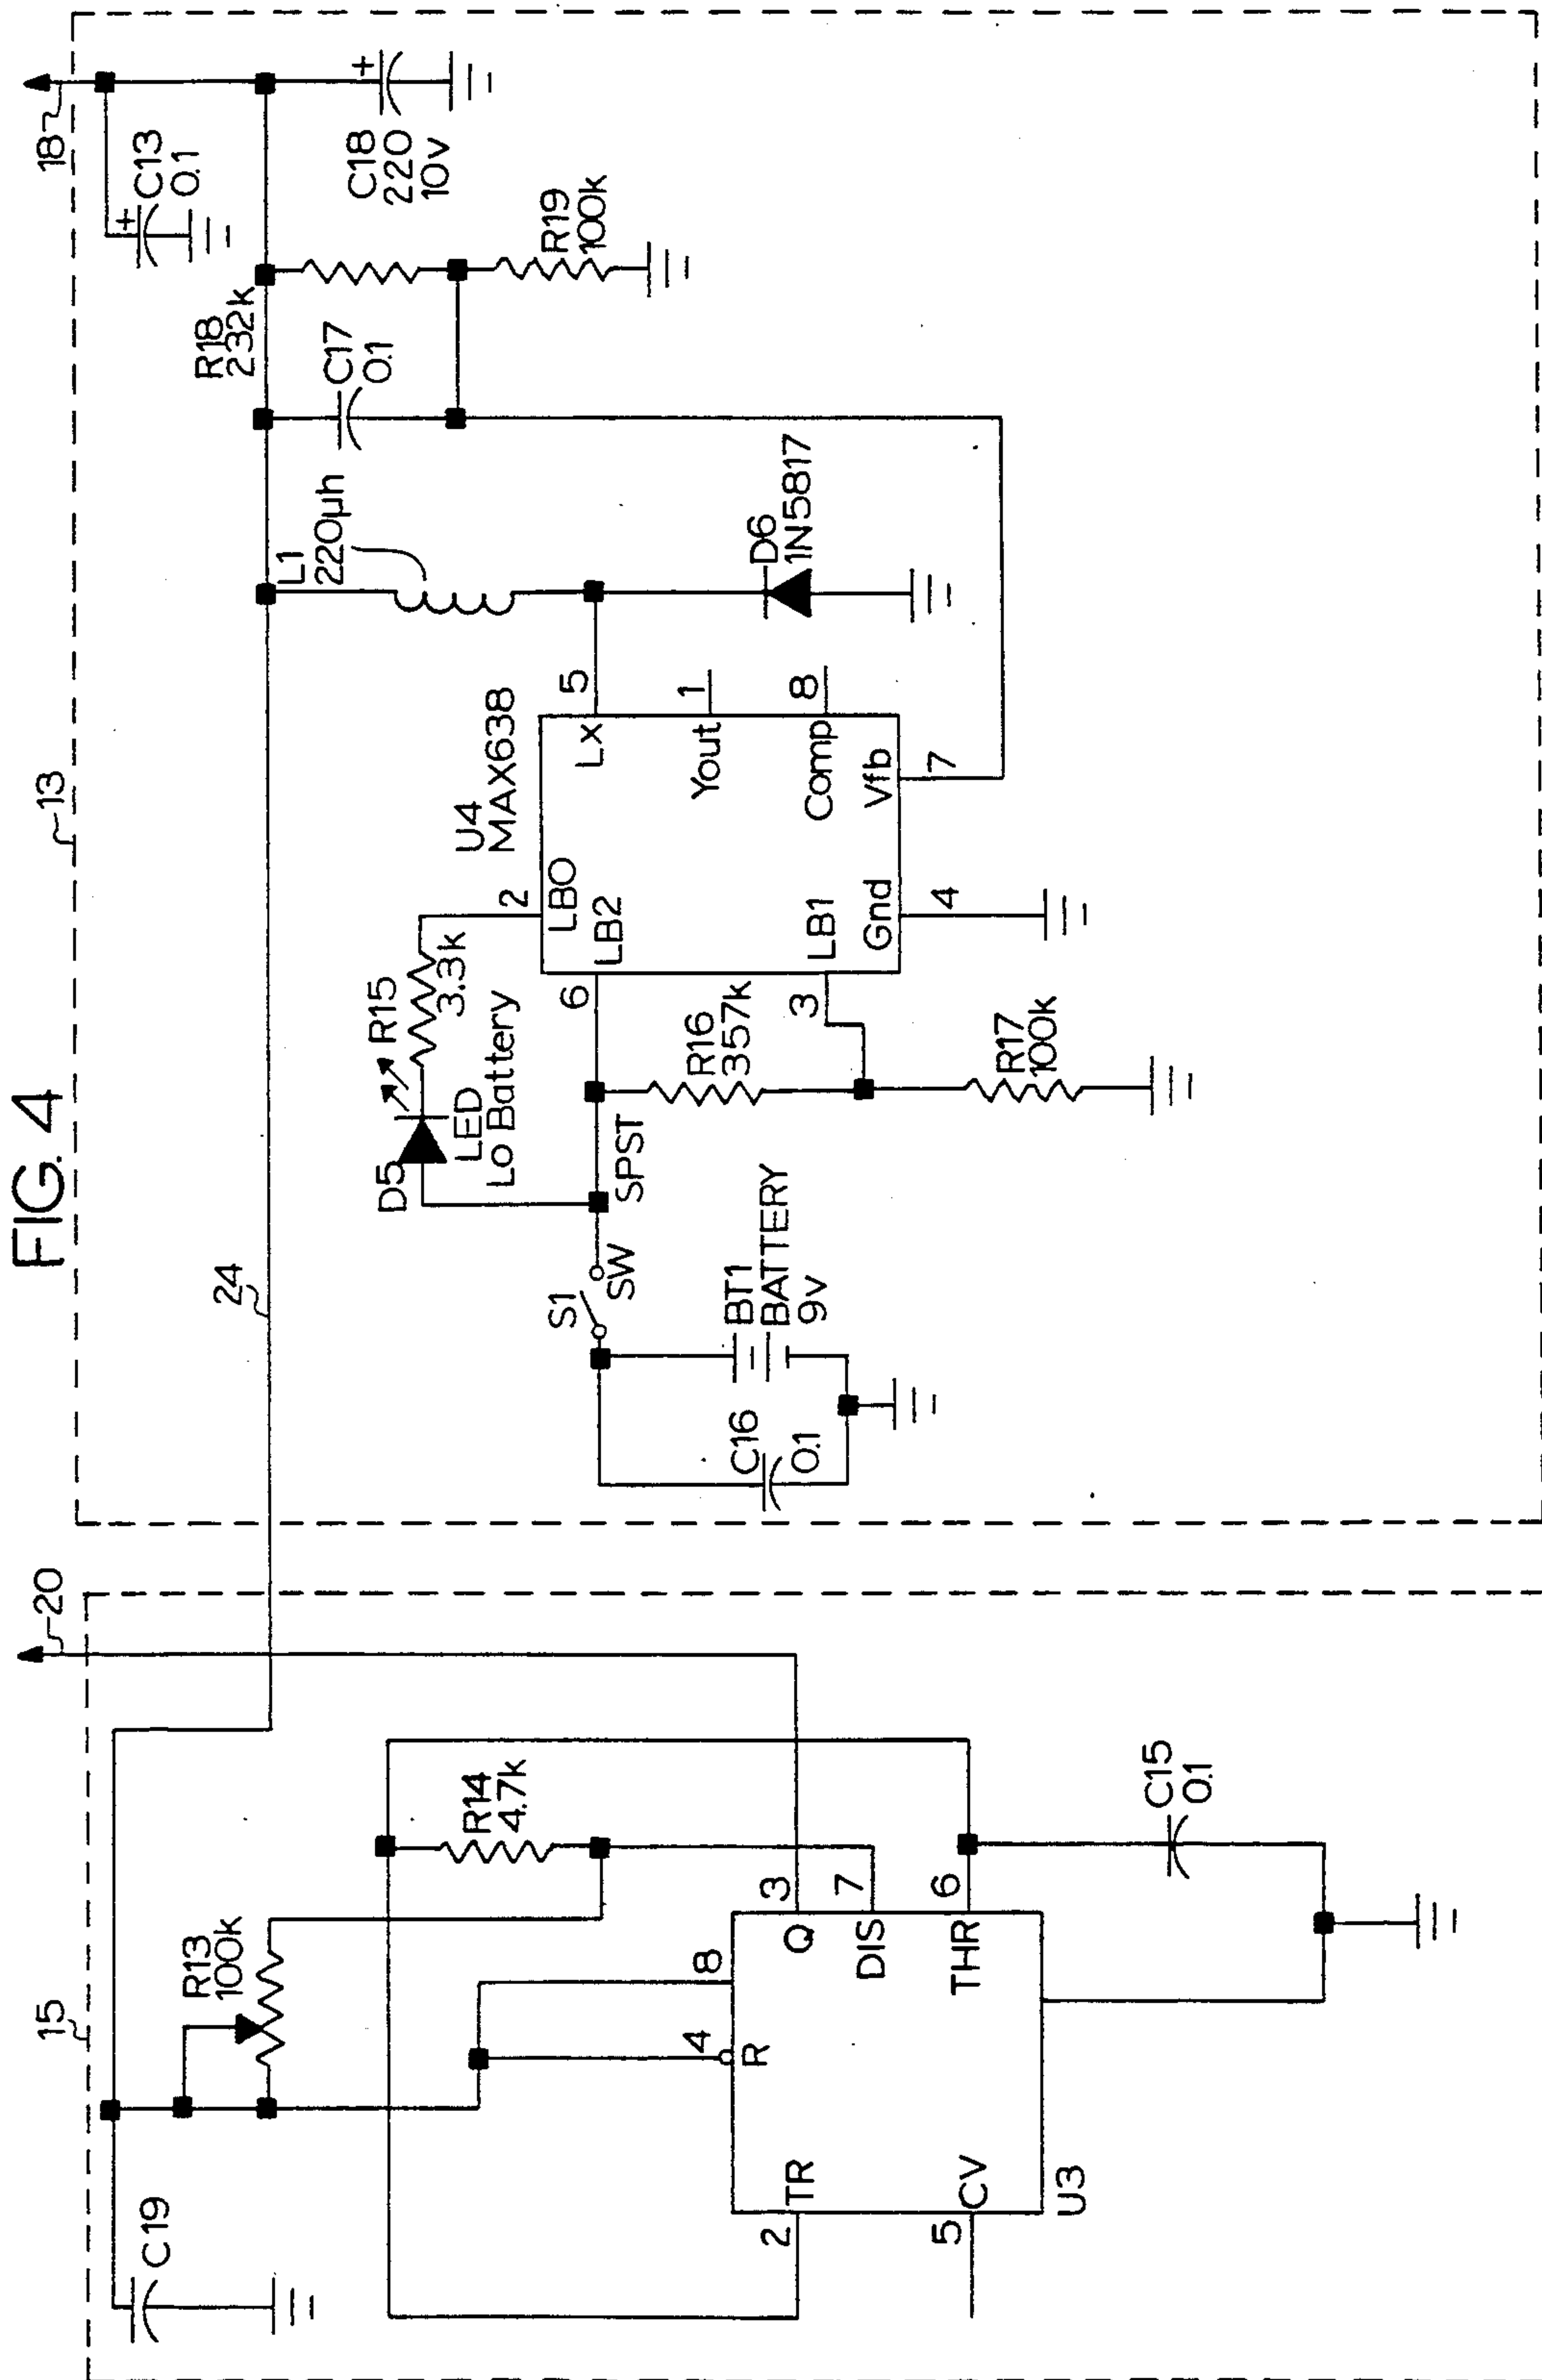 FIG. 4
15
20
24
13
18
C19
R13
100k
R14
4.7k
4
8
R
3
Q
7
DIS
6
THR
2
TR
5
CV
U3
C15
0.1
C16
0.1
BT1
BATTERY
9v
S1
SW
SPST
D5
LED
Lo Battery
R15
3.3k
R16
357k
R17
100k
U4
MAX638
2
LBO
6
LB2
3
LB1
4
Gnd
7
Vfb
5
Lx
1
Yout
8
Comp
D6
1N5817
L1
220µh
C17
0.1
R18
232k
R19
100k
C13
+
0.1
C18
+
220
10v